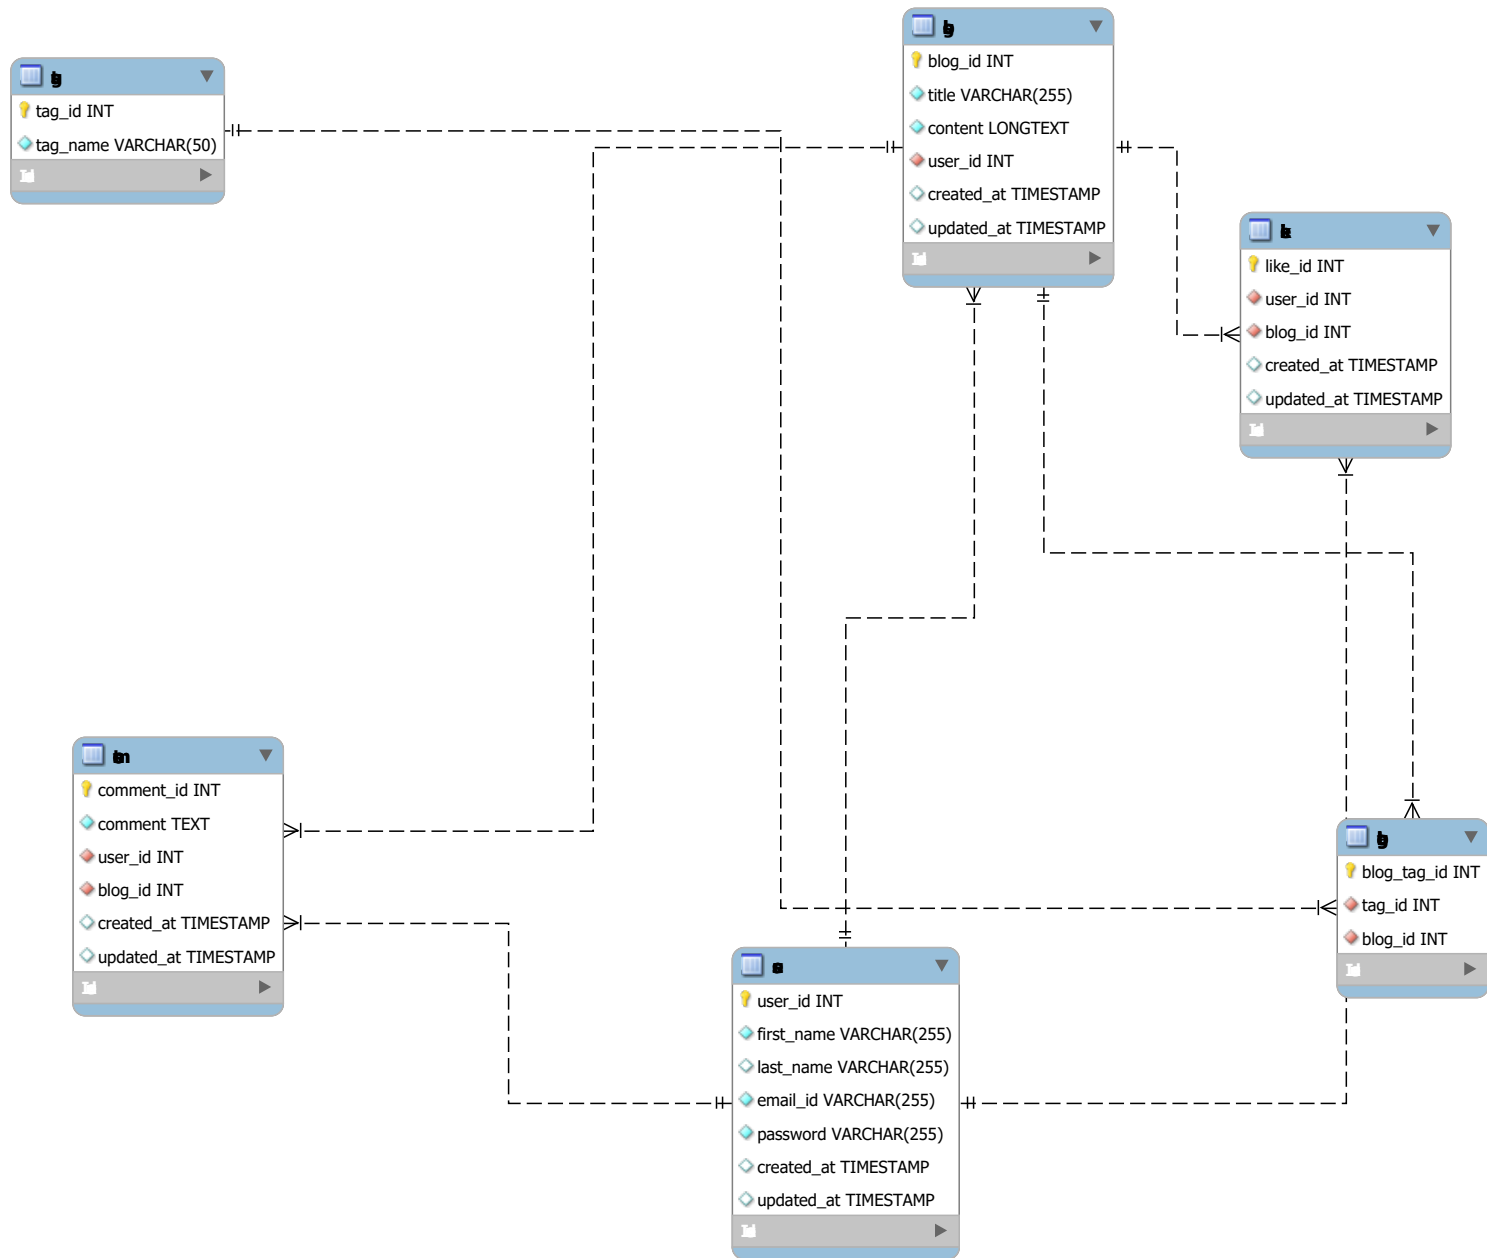 tag_id INT
tag_name VARCHAR(50)
blog_id INT
title VARCHAR(255)
content LONGTEXT
user_id INT
created_at TIMESTAMP
updated_at TIMESTAMP
like_id INT
user_id INT
blog_id INT
created_at TIMESTAMP
updated_at TIMESTAMP
comment_id INT
comment TEXT
user_id INT
blog_id INT
created_at TIMESTAMP
updated_at TIMESTAMP
blog_tag_id INT
tag_id INT
blog_id INT
user_id INT
first_name VARCHAR(255)
last_name VARCHAR(255)
email_id VARCHAR(255)
password VARCHAR(255)
created_at TIMESTAMP
updated_at TIMESTAMP